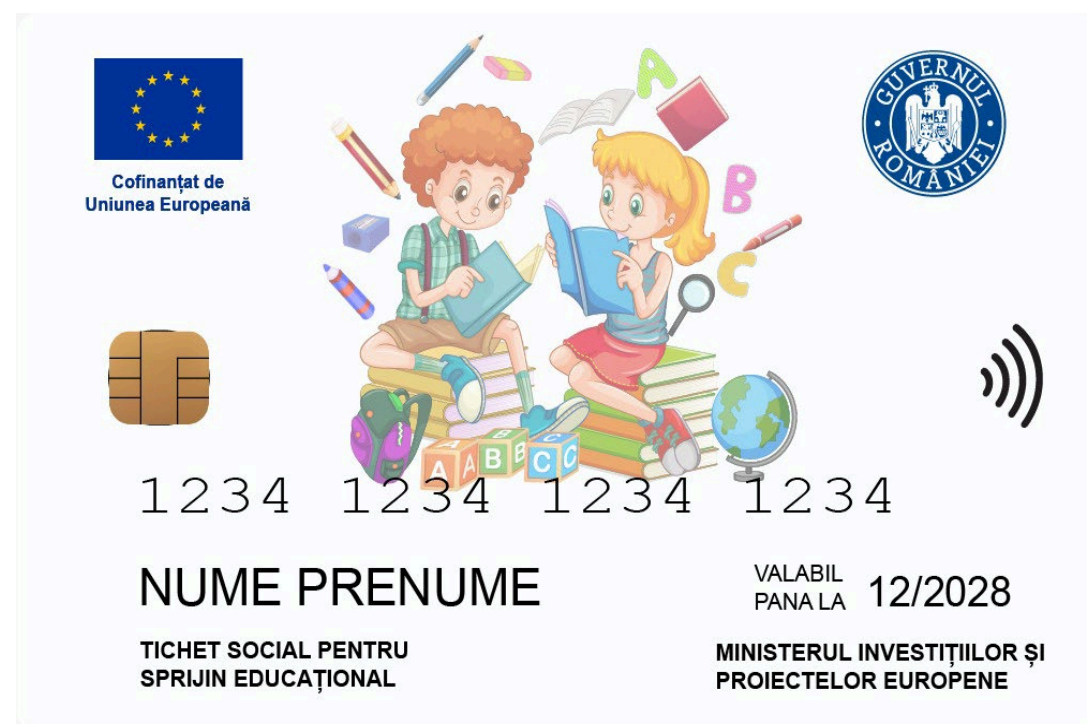 Cofinanțat de
Uniunea Europeană
GUVERNUL
ROMÂNIEI
A
B
C
A A B B C C
1234 1234 1234 1234
NUME PRENUME
VALABIL
PANA LA 12/2028
TICHET SOCIAL PENTRU
SPRIJIN EDUCAȚIONAL
MINISTERUL INVESTIȚIILOR ȘI
PROIECTELOR EUROPENE